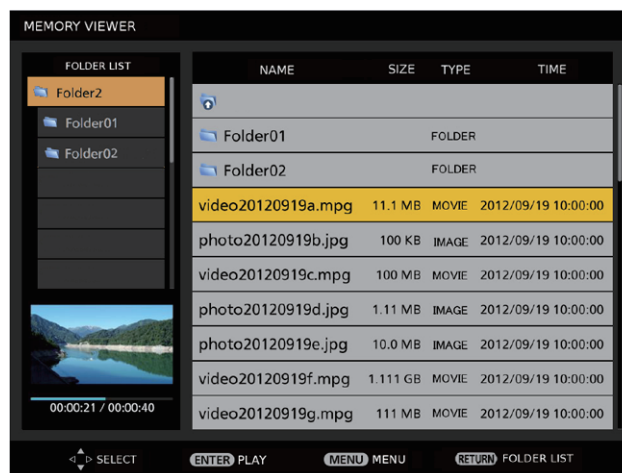 MEMORY VIEWER
FOLDER LIST
Folder2
Folder01
Folder02
00:00:21 / 00:00:40
NAME SIZE TYPE TIME
Folder01 FOLDER
Folder02 FOLDER
video20120919a.mpg 11.1 MB MOVIE 2012/09/19 10:00:00
photo20120919b.jpg 100 KB IMAGE 2012/09/19 10:00:00
video20120919c.mpg 100 MB MOVIE 2012/09/19 10:00:00
photo20120919d.jpg 1.11 MB IMAGE 2012/09/19 10:00:00
photo20120919e.jpg 10.0 MB IMAGE 2012/09/19 10:00:00
video20120919f.mpg 1.111 GB MOVIE 2012/09/19 10:00:00
video20120919g.mpg 111 MB MOVIE 2012/09/19 10:00:00
SELECT ENTER PLAY MENU MENU RETURN FOLDER LIST